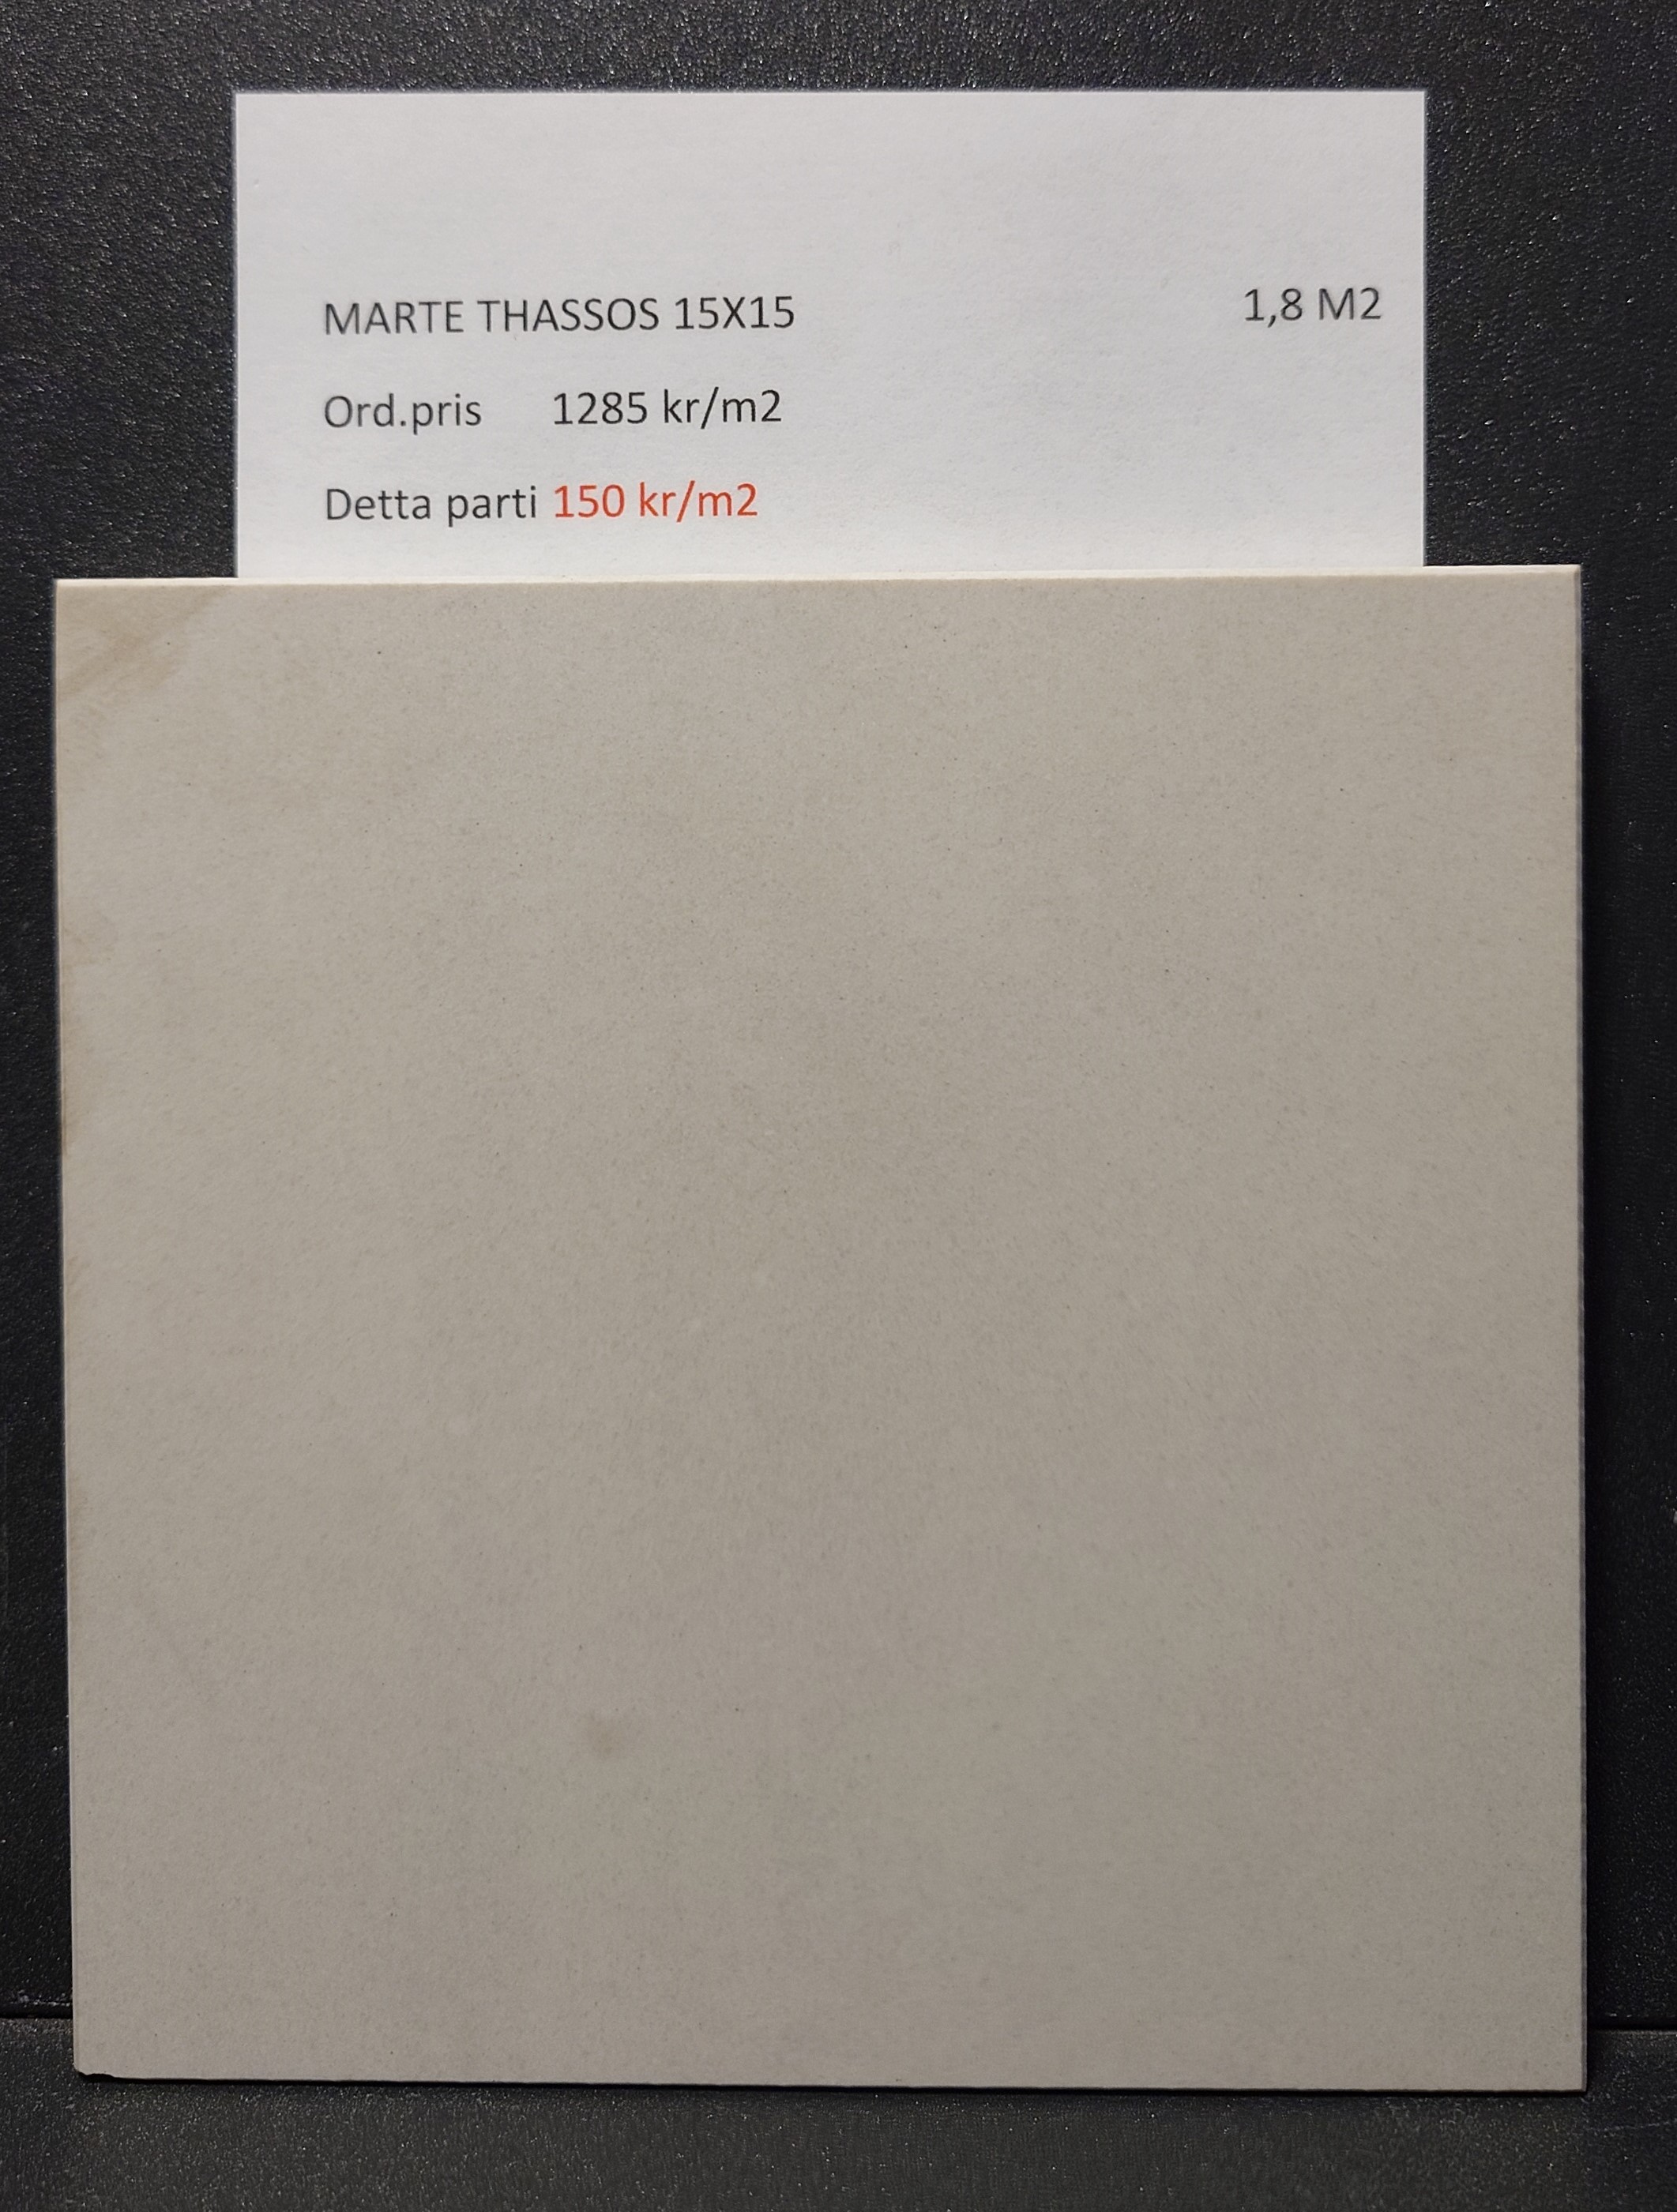 MARTE THASSOS 15X15 1,8 M2
Ord.pris 1285 kr/m2
Detta parti 150 kr/m2